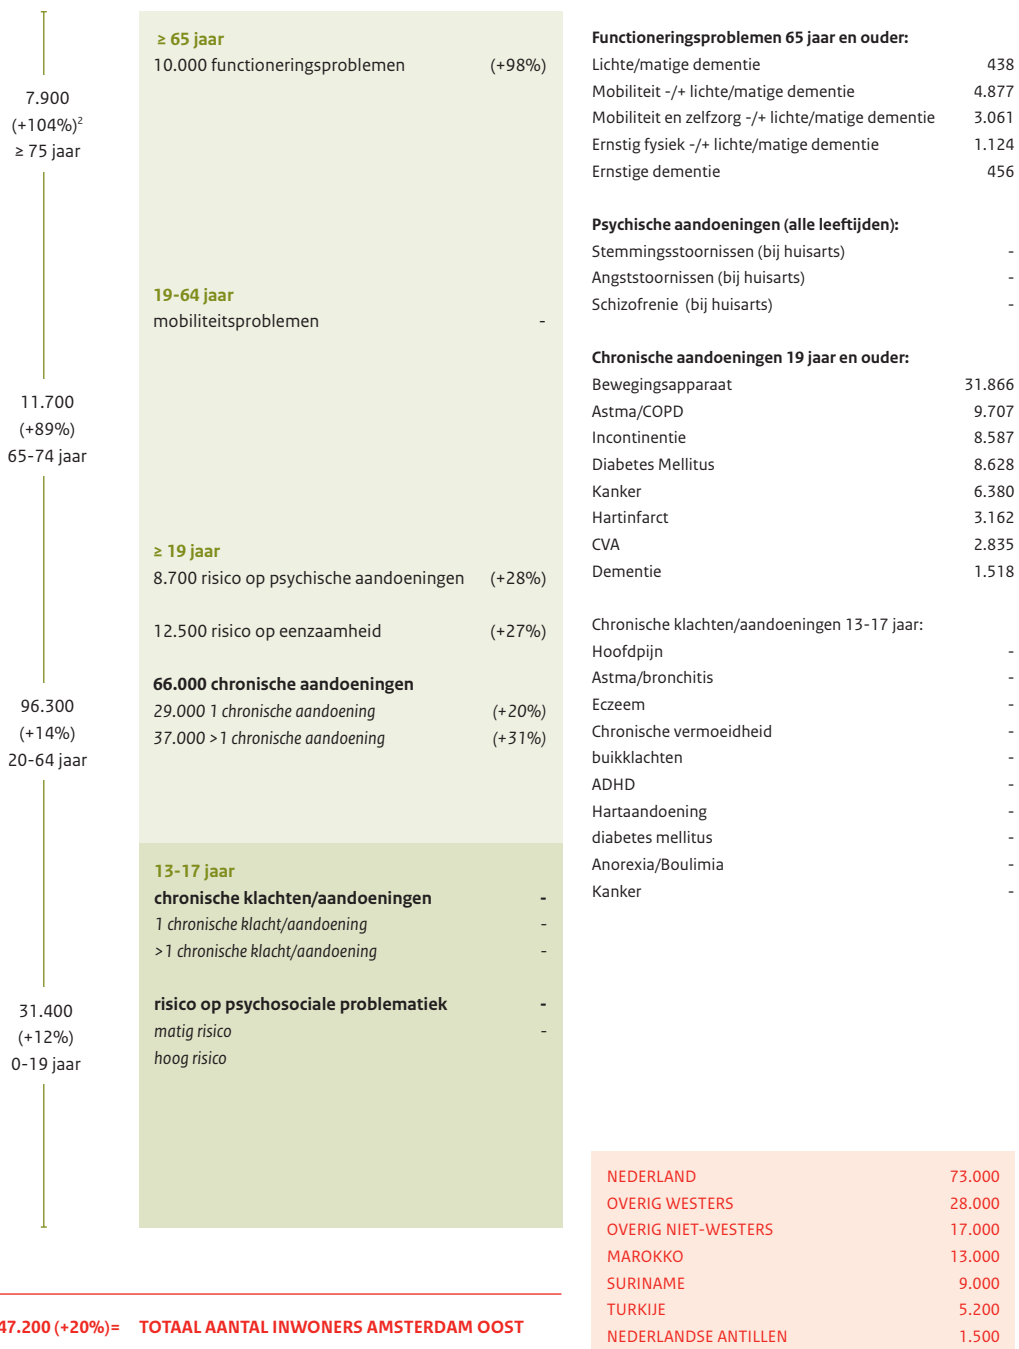 7.900
(+104%)2
≥ 75 jaar
11.700
(+89%)
65-74 jaar
96.300
(+14%)
20-64 jaar
31.400
(+12%)
0-19 jaar
≥ 65 jaar
10.000 functioneringsproblemen (+98%)
19-64 jaar
mobiliteitsproblemen -
≥ 19 jaar
8.700 risico op psychische aandoeningen (+28%)
12.500 risico op eenzaamheid (+27%)
66.000 chronische aandoeningen
29.000 1 chronische aandoening (+20%)
37.000 >1 chronische aandoening (+31%)
13-17 jaar
chronische klachten/aandoeningen -
1 chronische klacht/aandoening -
>1 chronische klacht/aandoening -
risico op psychosociale problematiek -
matig risico -
hoog risico
47.200 (+20%)= TOTAAL AANTAL INWONERS AMSTERDAM OOST
Functioneringsproblemen 65 jaar en ouder:
Lichte/matige dementie 438
Mobiliteit -/+ lichte/matige dementie 4.877
Mobiliteit en zelfzorg -/+ lichte/matige dementie 3.061
Ernstig fysiek -/+ lichte/matige dementie 1.124
Ernstige dementie 456
Psychische aandoeningen (alle leeftijden):
Stemmingsstoornissen (bij huisarts) -
Angststoornissen (bij huisarts) -
Schizofrenie (bij huisarts) -
Chronische aandoeningen 19 jaar en ouder:
Bewegingsapparaat 31.866
Astma/COPD 9.707
Incontinentie 8.587
Diabetes Mellitus 8.628
Kanker 6.380
Hartinfarct 3.162
CVA 2.835
Dementie 1.518
Chronische klachten/aandoeningen 13-17 jaar:
Hoofdpijn -
Astma/bronchitis -
Eczeem -
Chronische vermoeidheid -
buikklachten -
ADHD -
Hartaandoening -
diabetes mellitus -
Anorexia/Boulimia -
Kanker -
NEDERLAND 73.000
OVERIG WESTERS 28.000
OVERIG NIET-WESTERS 17.000
MAROKKO 13.000
SURINAME 9.000
TURKIJE 5.200
NEDERLANDSE ANTILLEN 1.500